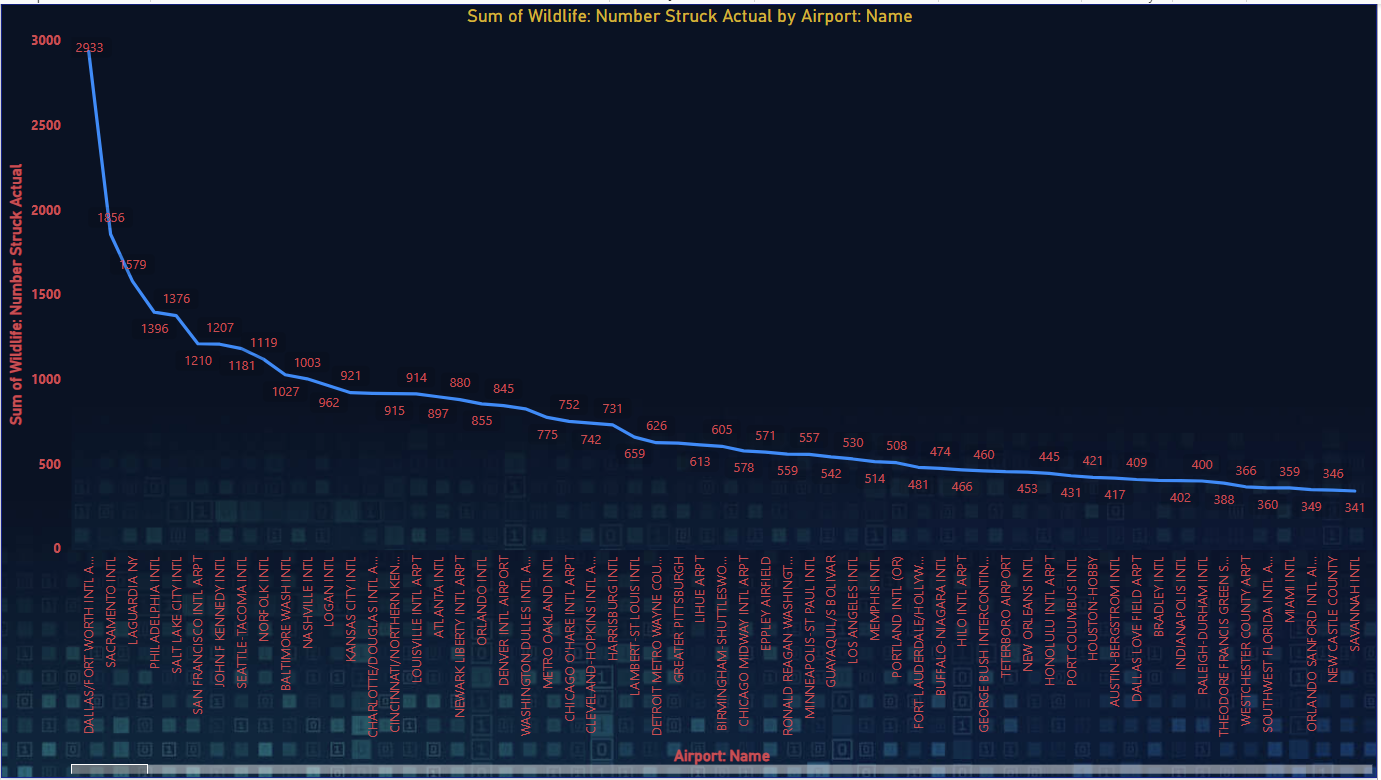 Sum of Wildlife: Number Struck Actual by Airport: Name
Sum of Wildlife: Number Struck Actual
3000
2500
2000
1500
1000
500
0
2933
1856
1579
1396
1376
1210
1207
1181
1119
1027
1003
962
921
915
914
897
880
855
845
775
752
742
731
659
626
613
605
578
571
559
557
542
530
514
508
481
474
466
460
453
445
431
421
417
409
402
400
388
366
360
359
349
346
341
DALLAS/FORT WORTH INTL A...
SACRAMENTO INTL
LAGUARDIA NY
PHILADELPHIA INTL
SALT LAKE CITY INTL
SAN FRANCISCO INTL ARPT
JOHN F KENNEDY INTL
SEATTLE-TACOMA INTL
NORFOLK INTL
BALTIMORE WASH INTL
NASHVILLE INTL
LOGAN INTL
KANSAS CITY INTL
CHARLOTTE/DOUGLAS INTL A...
CINCINNATI/NORTHERN KEN...
LOUISVILLE INTL ARPT
ATLANTA INTL
NEWARK LIBERTY INTL ARPT
ORLANDO INTL
DENVER INTL AIRPORT
WASHINGTON DULLES INTL A...
METRO OAKLAND INTL
CHICAGO O'HARE INTL ARPT
CLEVELAND-HOPKINS INTL A...
HARRISBURG INTL
LAMBERT-ST LOUIS INTL
DETROIT METRO WAYNE COU...
GREATER PITTSBURGH
LIHUE ARPT
BIRMINGHAM-SHUTTLESWO...
CHICAGO MIDWAY INTL ARPT
EPPLEY AIRFIELD
RONALD REAGAN WASHINGT...
MINNEAPOLIS-ST PAUL INTL
GUAYAQUIL/S BOLIVAR
LOS ANGELES INTL
MEMPHIS INTL
PORTLAND INTL (OR)
FORT LAUDERDALE/HOLLYW...
BUFFALO-NIAGARA INTL
HILO INTL ARPT
GEORGE BUSH INTERCONTIN...
TETERBORO AIRPORT
NEW ORLEANS INTL
HONOLULU INTL ARPT
PORT COLUMBUS INTL
HOUSTON-HOBBY
AUSTIN-BERGSTROM INTL
DALLAS LOVE FIELD ARPT
BRADLEY INTL
INDIANAPOLIS INTL
RALEIGH-DURHAM INTL
THEODORE FRANCIS GREEN S...
WESTCHESTER COUNTY ARPT
SOUTHWEST FLORIDA INTL A...
MIAMI INTL
ORLANDO SANFORD INTL AI...
NEW CASTLE COUNTY
SAVANNAH INTL
Airport: Name